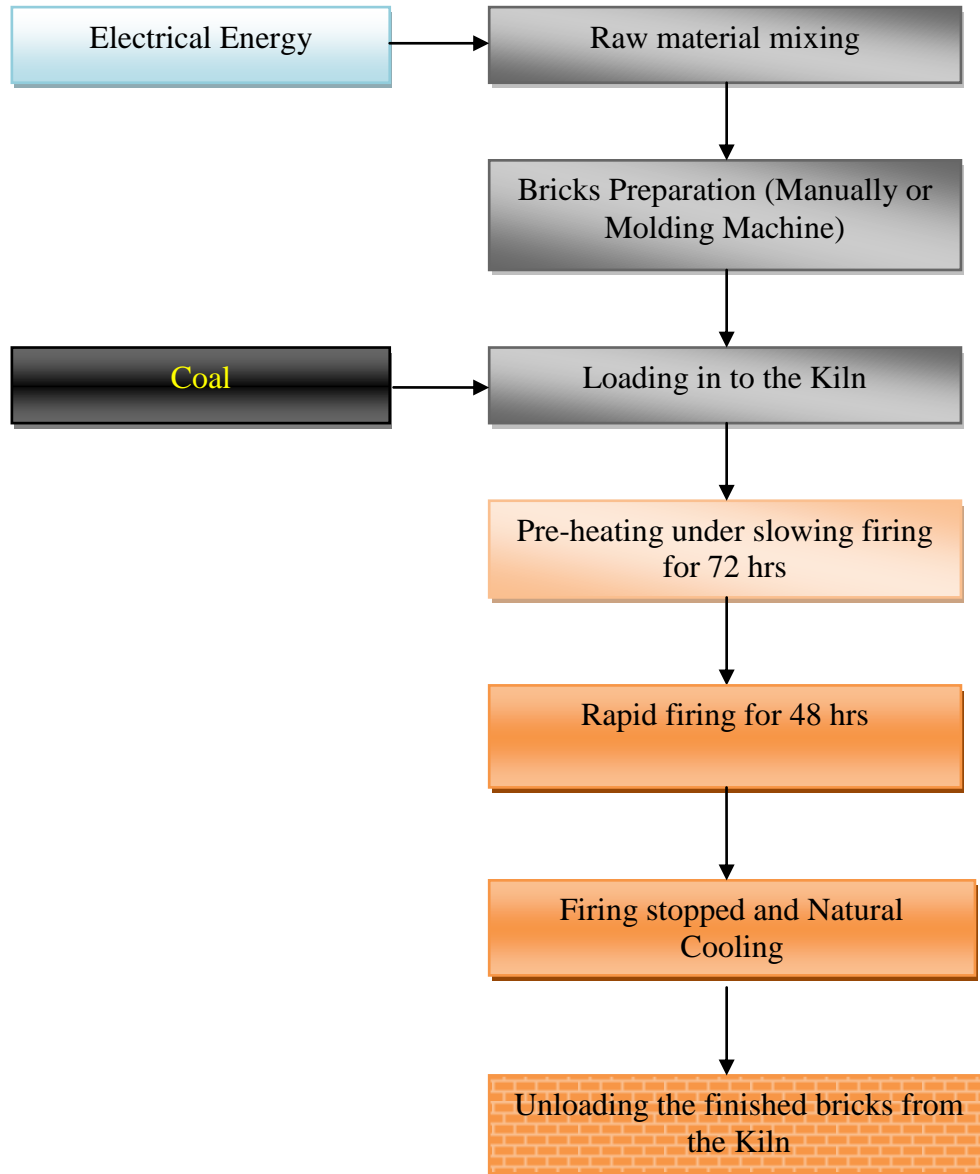 Electrical Energy
Raw material mixing
Bricks Preparation (Manually or
Molding Machine)
Coal
Loading in to the Kiln
Pre-heating under slowing firing
for 72 hrs
Rapid firing for 48 hrs
Firing stopped and Natural
Cooling
Unloading the finished bricks from
the Kiln